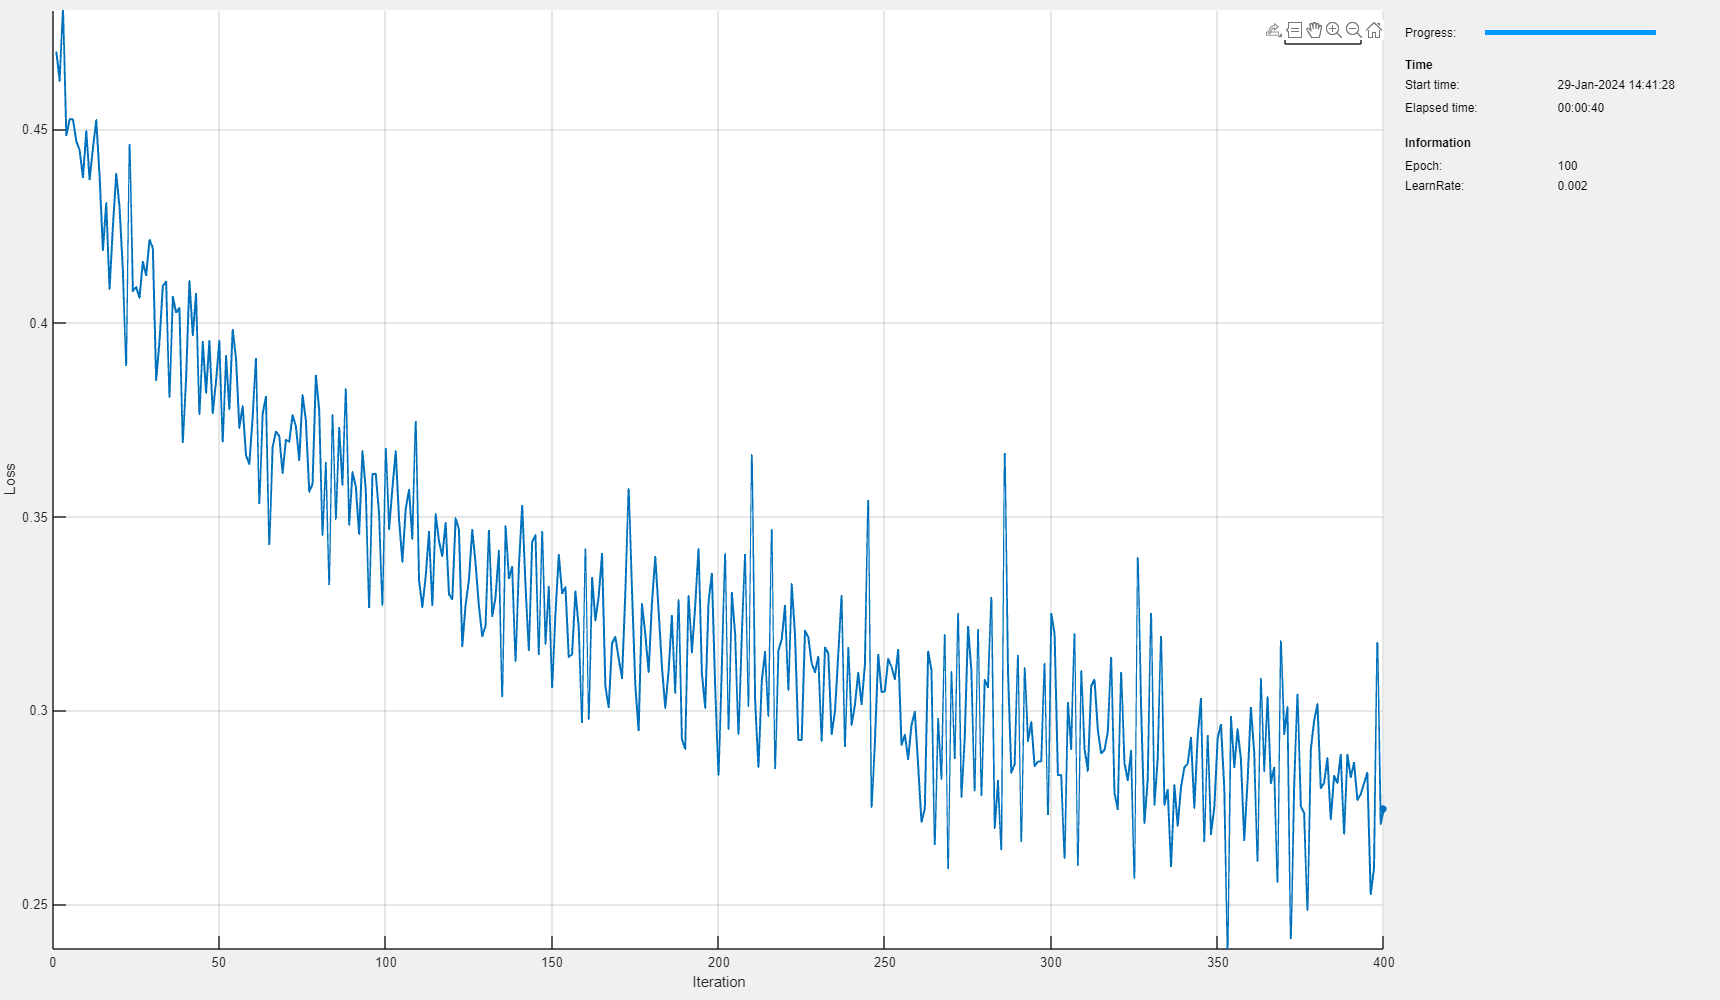 0.45
0.4
0.35
0.3
0.25
Loss
0 50 100 150 200 250 300 350 400
Iteration
Progress:
Time
Start time: 29-Jan-2024 14:41:28
Elapsed time: 00:00:40
Information
Epoch: 100
LearnRate: 0.002